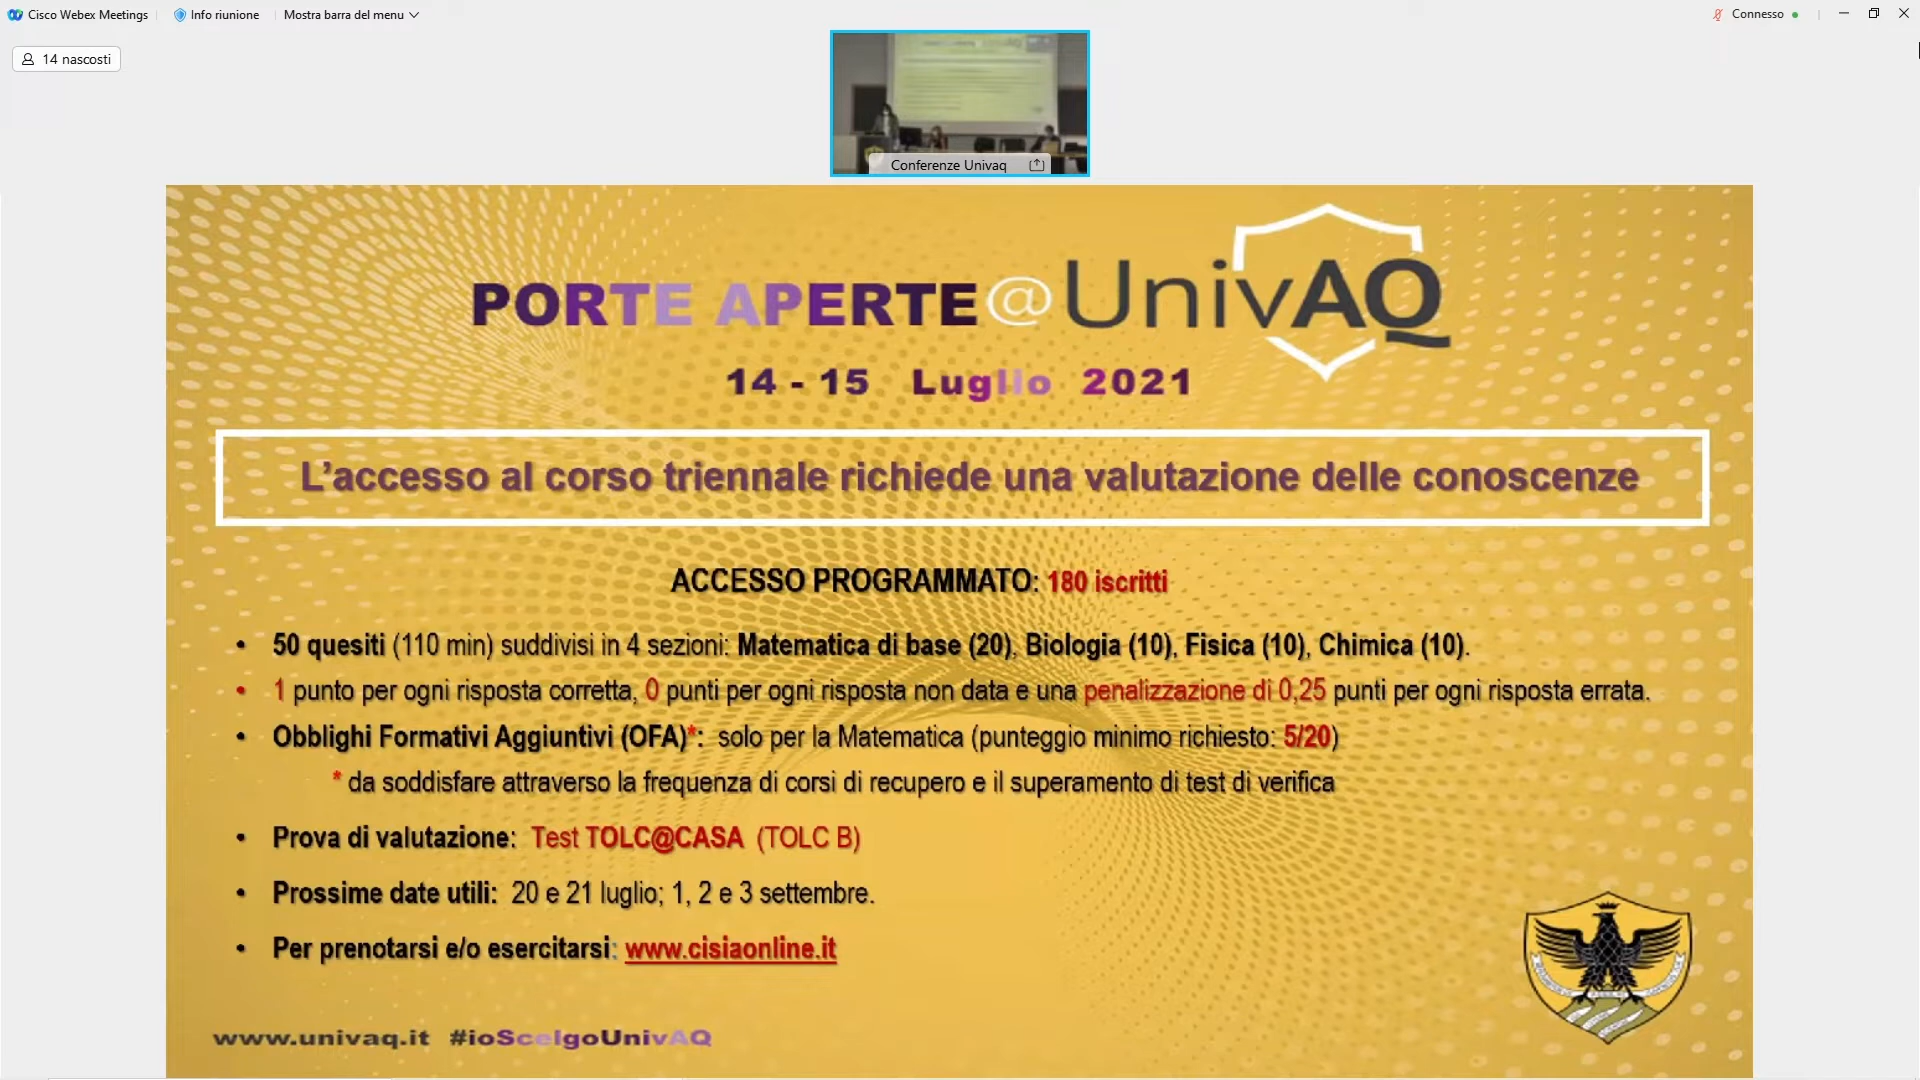 Cisco Webex Meetings Info riunione Mostra barra del menu Connesso
14 nascosti
Conferenze Univaq
PORTE APERTE@UnivAQ
14 - 15 Luglio 2021
L’accesso al corso triennale richiede una valutazione delle conoscenze
ACCESSO PROGRAMMATO: 180 iscritti
• 50 quesiti (110 min) suddivisi in 4 sezioni: Matematica di base (20), Biologia (10), Fisica (10), Chimica (10).
• 1 punto per ogni risposta corretta, 0 punti per ogni risposta non data e una penalizzazione di 0,25 punti per ogni risposta errata.
• Obblighi Formativi Aggiuntivi (OFA)*: solo per la Matematica (punteggio minimo richiesto: 5/20)
* da soddisfare attraverso la frequenza di corsi di recupero e il superamento di test di verifica
• Prova di valutazione: Test TOLC@CASA (TOLC B)
• Prossime date utili: 20 e 21 luglio; 1, 2 e 3 settembre.
• Per prenotarsi e/o esercitarsi: www.cisiaonline.it
www.univaq.it #ioScelgoUnivAQ